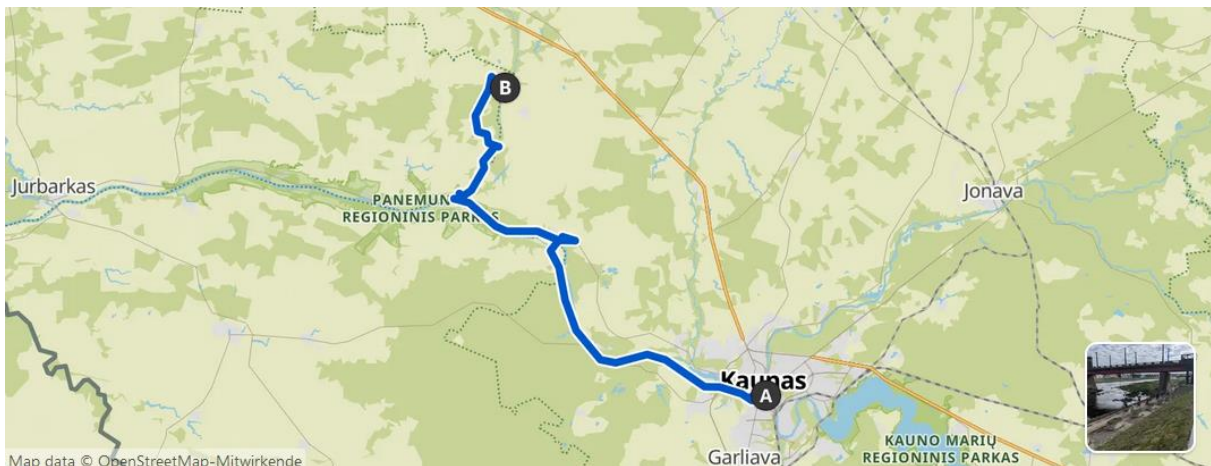 B
Jurbarkas
PANEMUN
REGIONINIS PARKAS
Jonava
Kaunas
A
KAUNO MARIŲ
REGIONINIS PARKAS
Garliava
Map data © OpenStreetMap-Mitwirkende